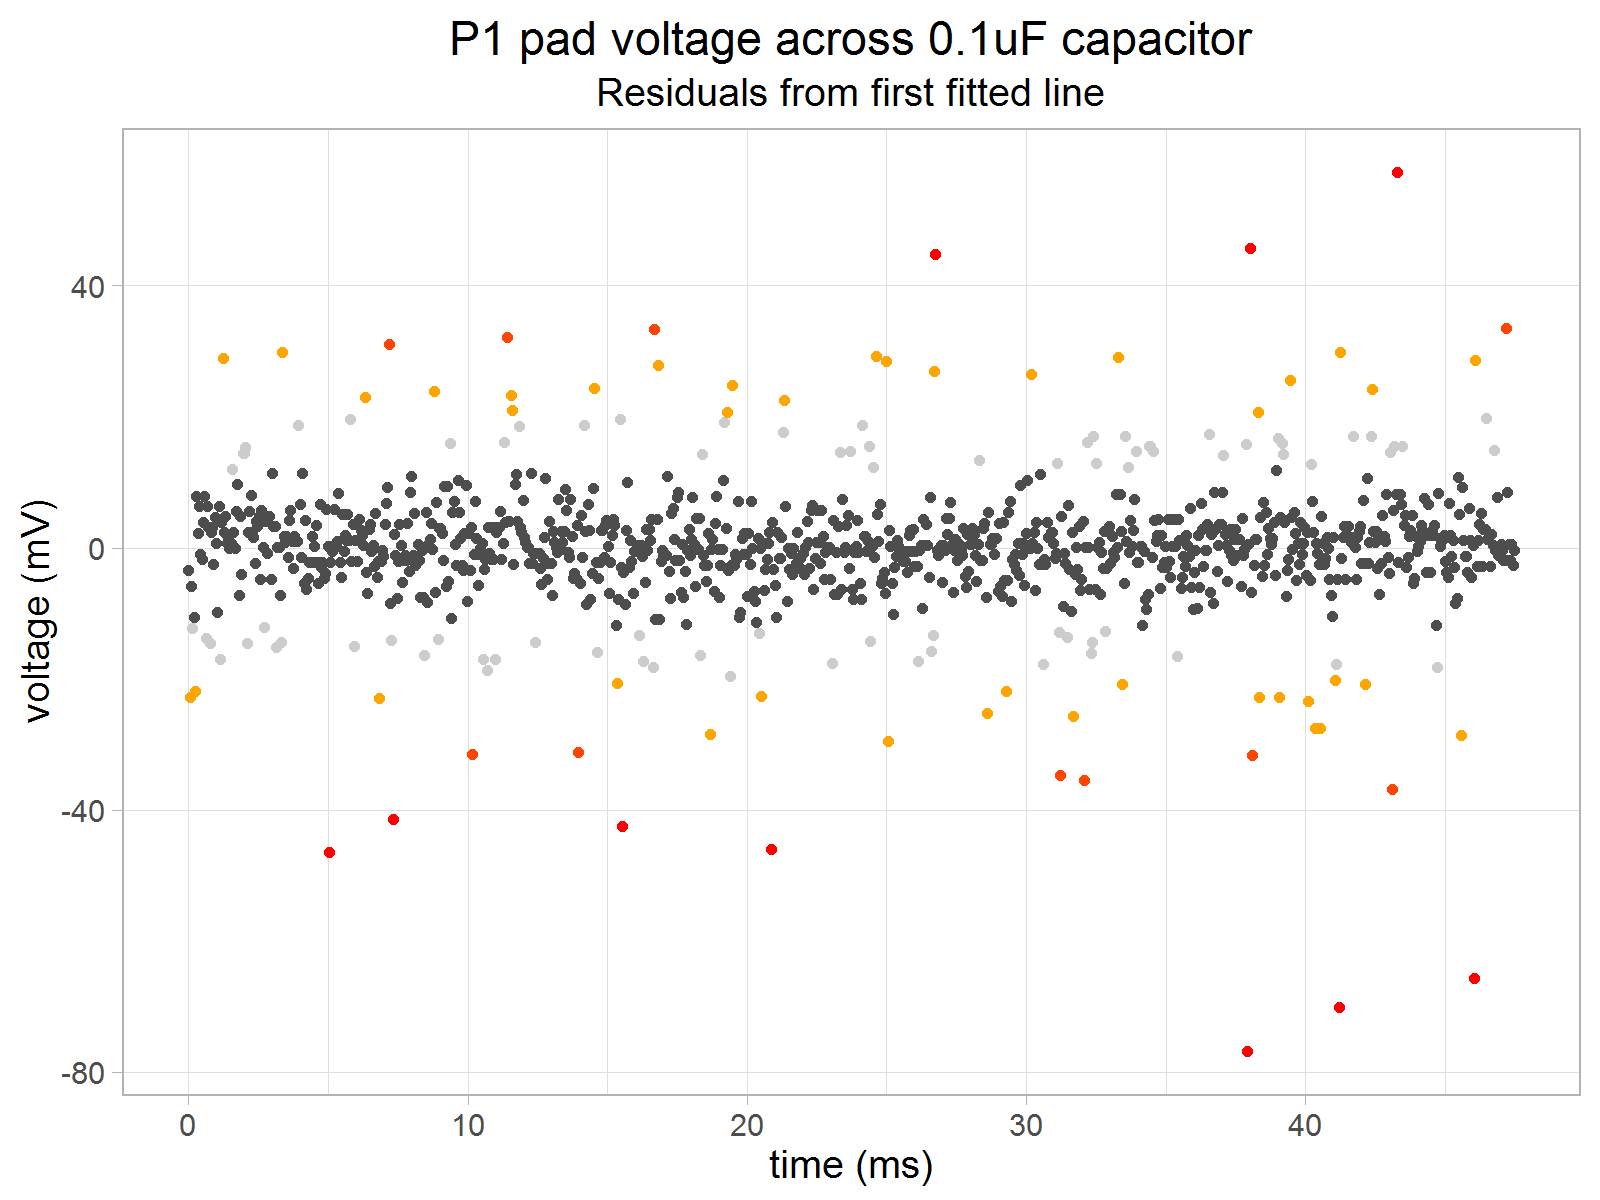 P1 pad voltage across 0.1uF capacitor
Residuals from first fitted line
voltage (mV)
40
0
-40
-80
0 10 20 30 40
time (ms)